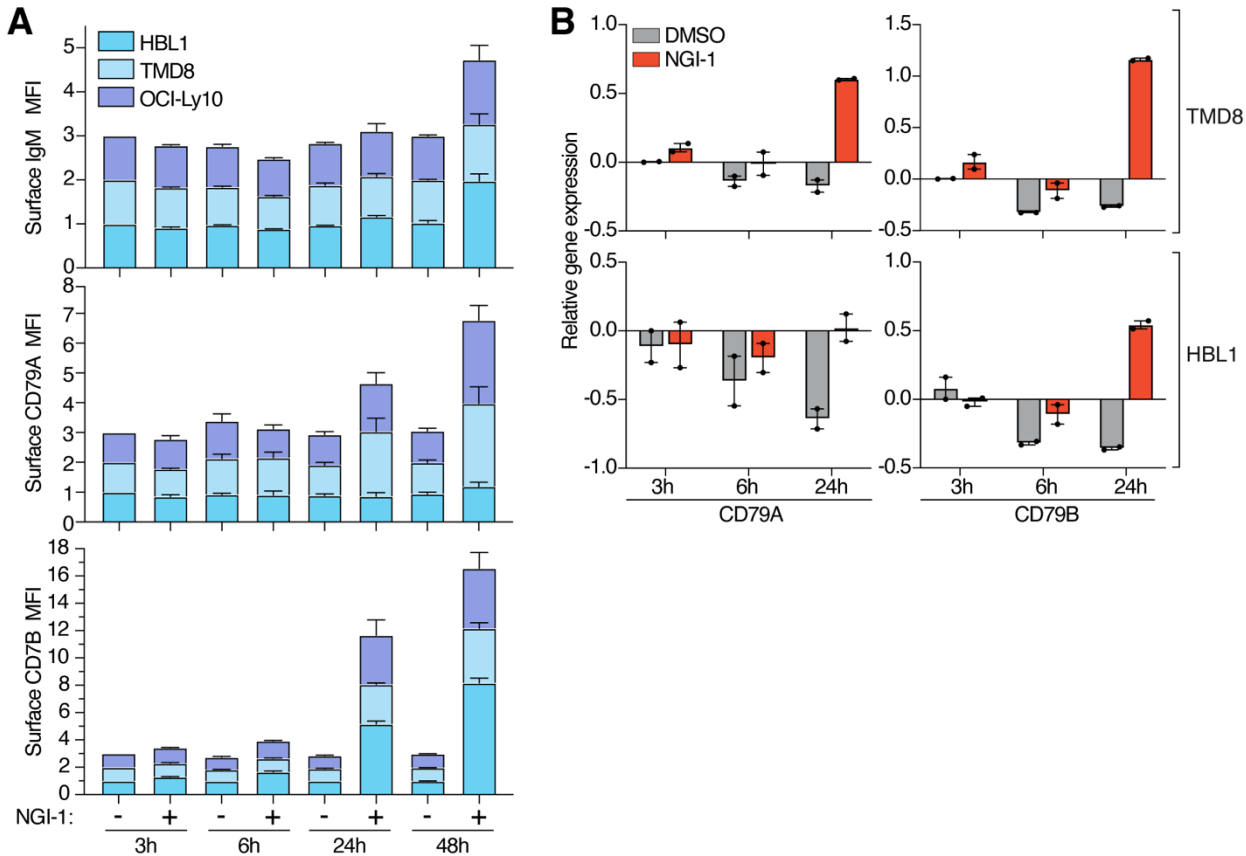 A
HBL1
TMD8
OCI-Ly10
Surface IgM MFI
5
4
3
2
1
0
Surface CD79A MFI
8
7
6
5
4
3
2
1
0
Surface CD7B MFI
18
16
14
12
10
8
6
4
2
0
NGI-1: - + - + - + - +
3h 6h 24h 48h
B
DMSO
NGI-1
Relative gene expression
1.0
0.5
0.0
-0.5
1.5
1.0
0.5
0.0
-0.5
TMD8
0.5
0.0
-0.5
-1.0
1.0
0.5
0.0
-0.5
HBL1
3h 6h 24h
CD79A
3h 6h 24h
CD79B